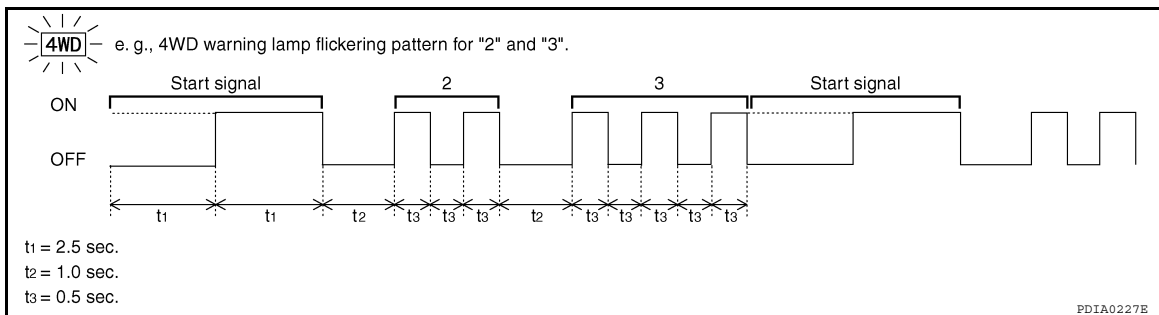 4WD e. g., 4WD warning lamp flickering pattern for "2" and "3".
Start signal 2 3 Start signal
ON
OFF
t1 t1 t2 t3 t3 t3 t2 t3 t3 t3 t3 t3
t1 = 2.5 sec.
t2 = 1.0 sec.
t3 = 0.5 sec.
PDIA0227E